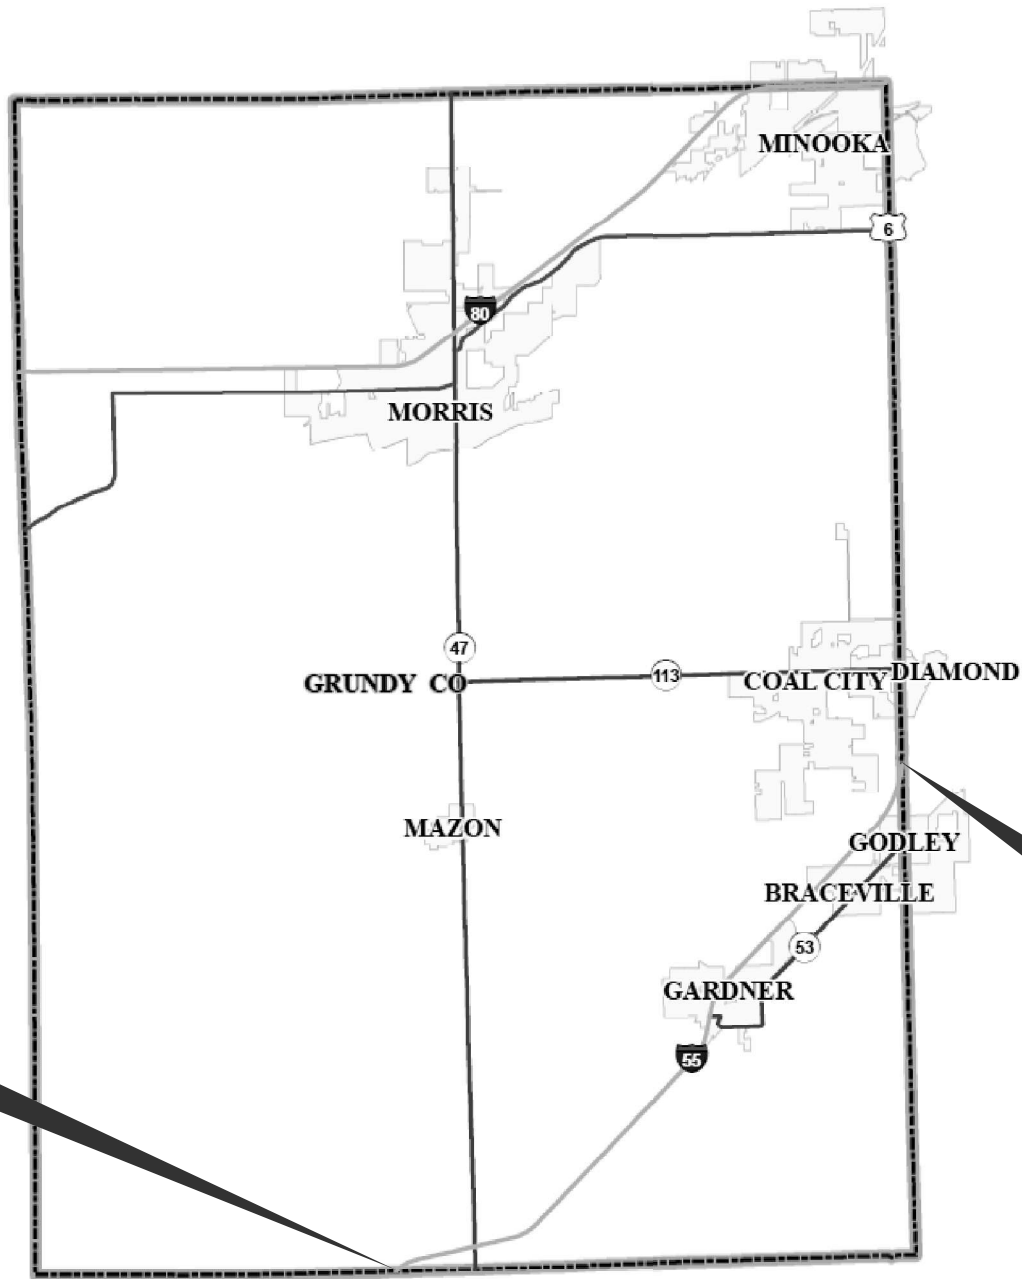 MINOOKA
6
80
MORRIS
47
113
GRUNDY CO
COAL CITY
DIAMOND
MAZON
GODLEY
BRACEVILLE
53
GARDNER
55